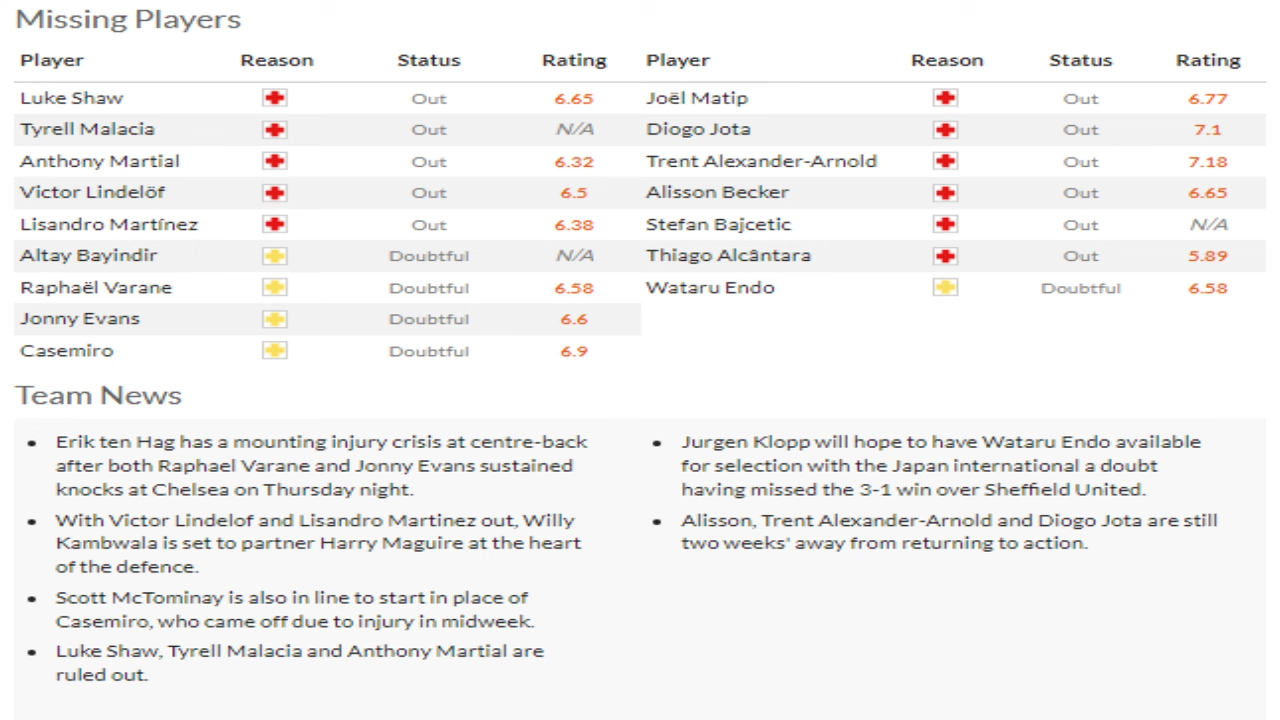 Missing Players
Player Reason Status Rating Player Reason Status Rating
Luke Shaw Out 6.65 Joël Matip Out 6.77
Tyrell Malacia Out N/A Diogo Jota Out 7.1
Anthony Martial Out 6.32 Trent Alexander-Arnold Out 7.18
Victor Lindelöf Out 6.5 Alisson Becker Out 6.65
Lisandro Martínez Out 6.38 Stefan Bajcetic Out N/A
Altay Bayindir Doubtful N/A Thiago Alcântara Out 5.89
Raphaël Varane Doubtful 6.58 Wataru Endo Doubtful 6.58
Jonny Evans Doubtful 6.6
Casemiro Doubtful 6.9
Team News
• Erik ten Hag has a mounting injury crisis at centre-back
after both Raphael Varane and Jonny Evans sustained
knocks at Chelsea on Thursday night.
• With Victor Lindelof and Lisandro Martinez out, Willy
Kambwala is set to partner Harry Maguire at the heart
of the defence.
• Scott McTominay is also in line to start in place of
Casemiro, who came off due to injury in midweek.
• Luke Shaw, Tyrell Malacia and Anthony Martial are
ruled out.
• Jurgen Klopp will hope to have Wataru Endo available
for selection with the Japan international a doubt
having missed the 3-1 win over Sheffield United.
• Alisson, Trent Alexander-Arnold and Diogo Jota are still
two weeks' away from returning to action.